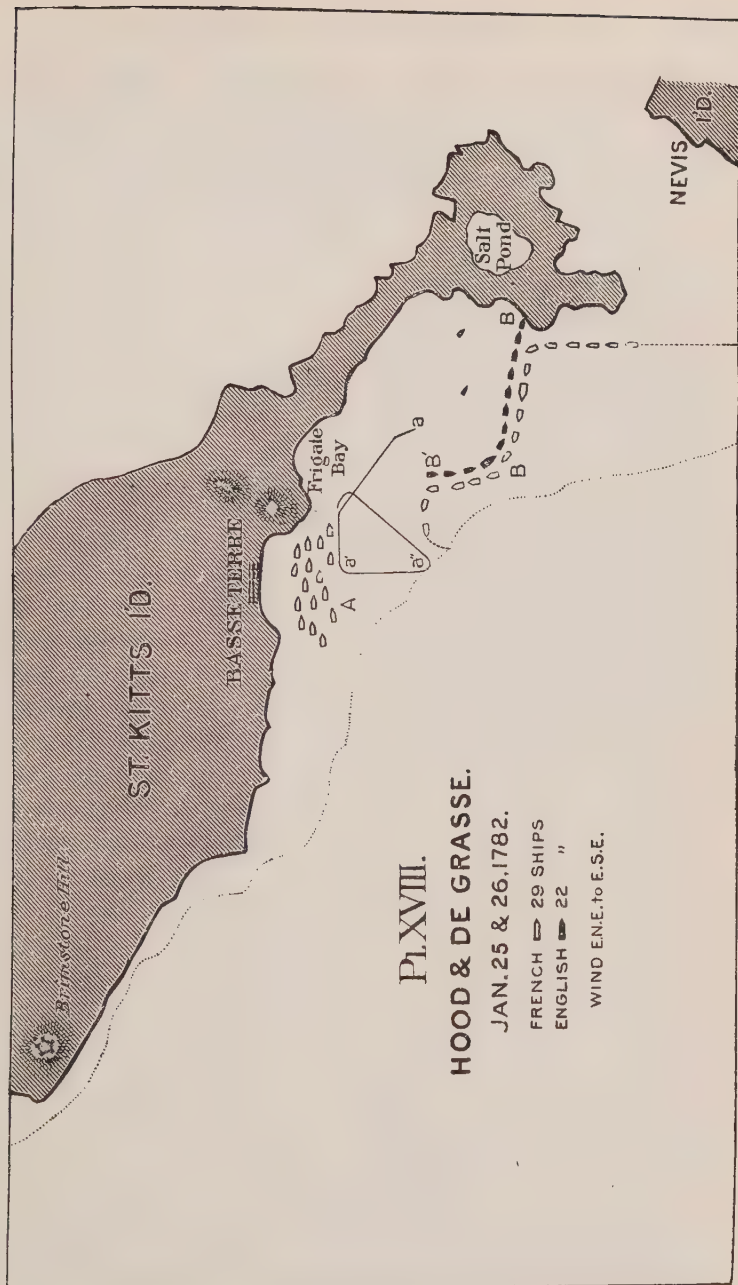 Brimstone Hill
ST. KITTS I'D.
BASSE TERRE
Frigate
Bay
Salt
Pond
NEVIS I'D.
A
a
a'
a''
B
B'
B
Pl. XVIII.
HOOD & DE GRASSE.
JAN. 25 & 26. 1782.
FRENCH 29 SHIPS
ENGLISH 22 "
WIND E.N.E. to E.S.E.